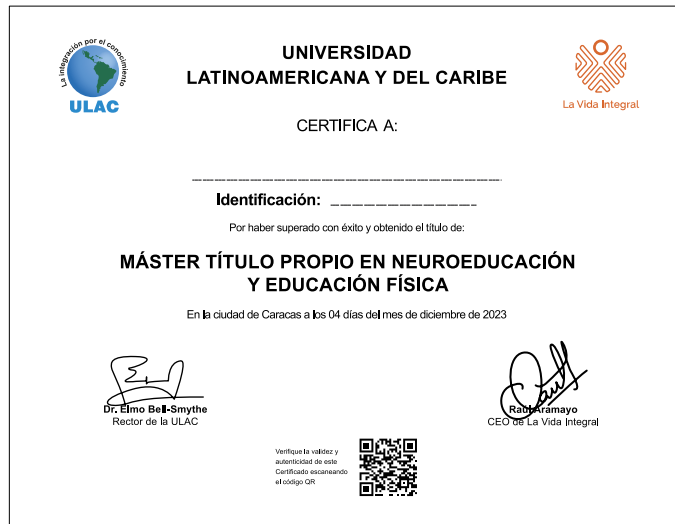 La integración por el conocimiento
ULAC
UNIVERSIDAD
LATINOAMERICANA Y DEL CARIBE
La Vida Integral
CERTIFICA A:
Identificación:
Por haber superado con éxito y obtenido el título de:
MÁSTER TÍTULO PROPIO EN NEUROEDUCACIÓN
Y EDUCACIÓN FÍSICA
En la ciudad de Caracas a los 04 días del mes de diciembre de 2023
Dr. Elmo Bell-Smythe
Rector de la ULAC
Raúl Aramayo
CEO de La Vida Integral
Verifique la validez y
autenticidad de este
Certificado escaneando
el código QR